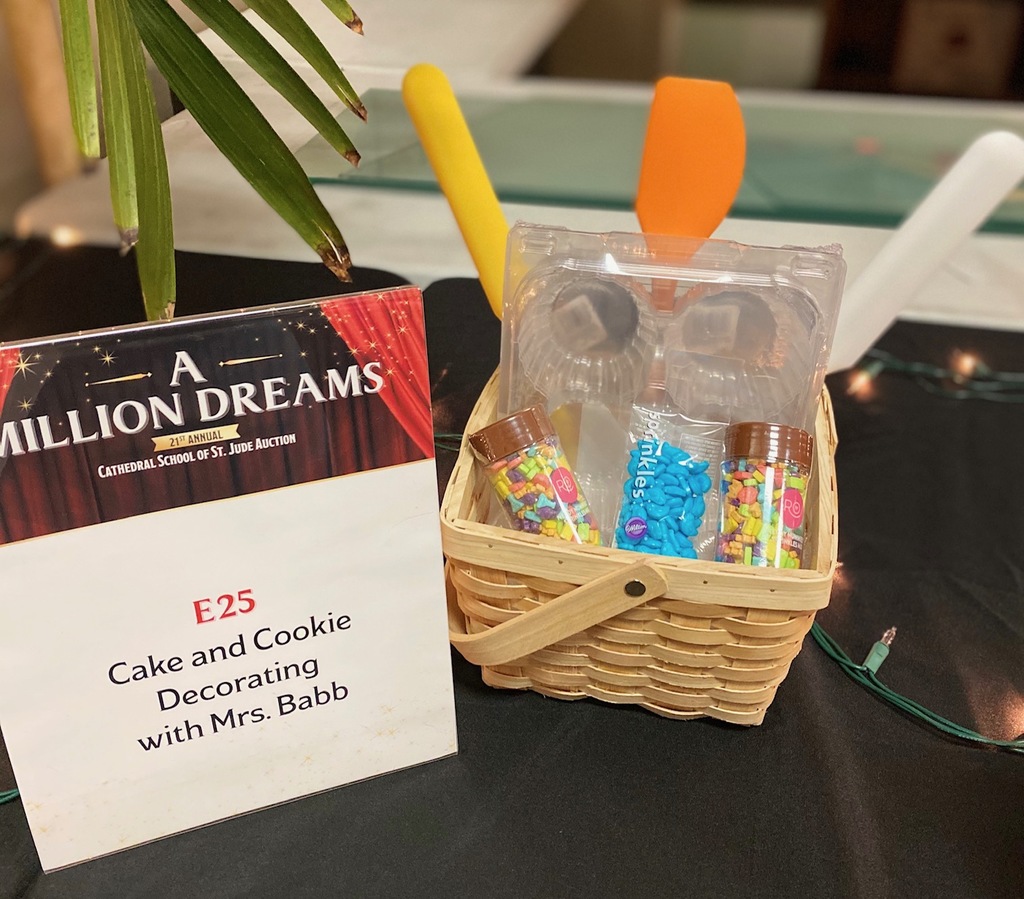 A
MILLION DREAMS
21ST ANNUAL
CATHEDRAL SCHOOL OF ST. JUDE AUCTION
E25
Cake and Cookie
Decorating
with Mrs. Babb
sprinkles
Wilton